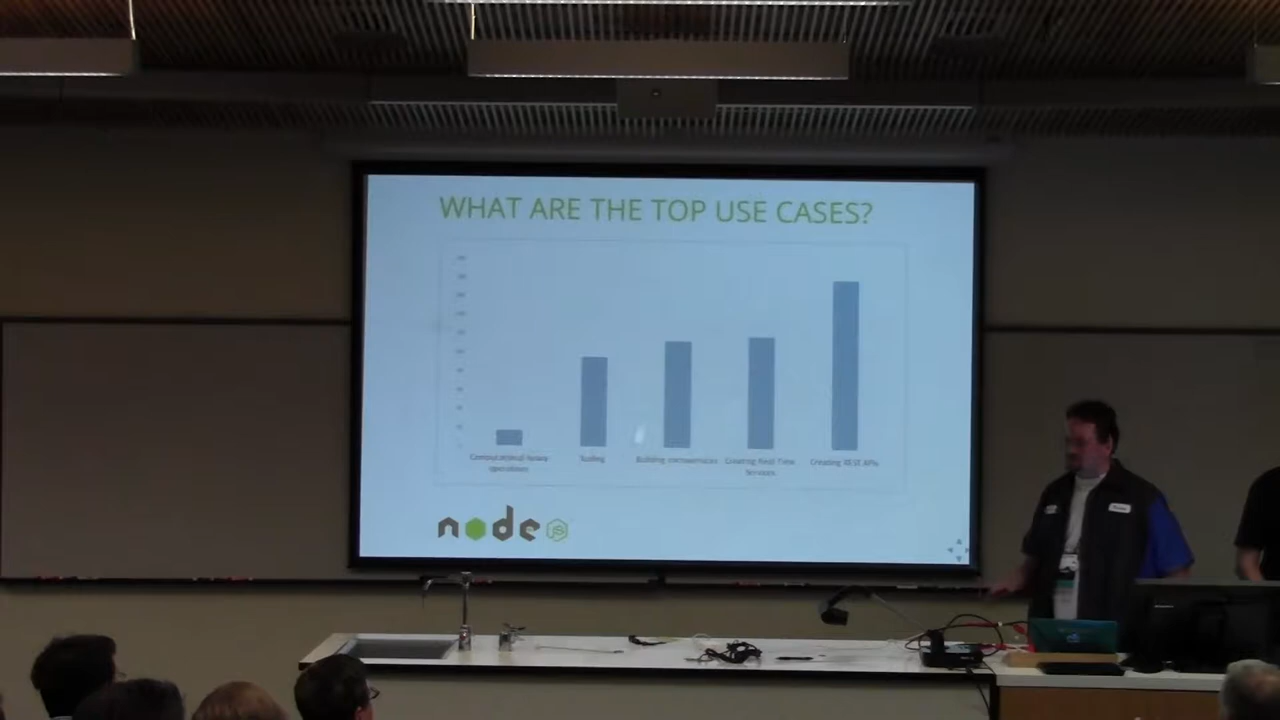 WHAT ARE THE TOP USE CASES?
Computational heavy
operations
Tooling
Building microservices
Creating Real Time
Services
Creating REST APIs
node
JS